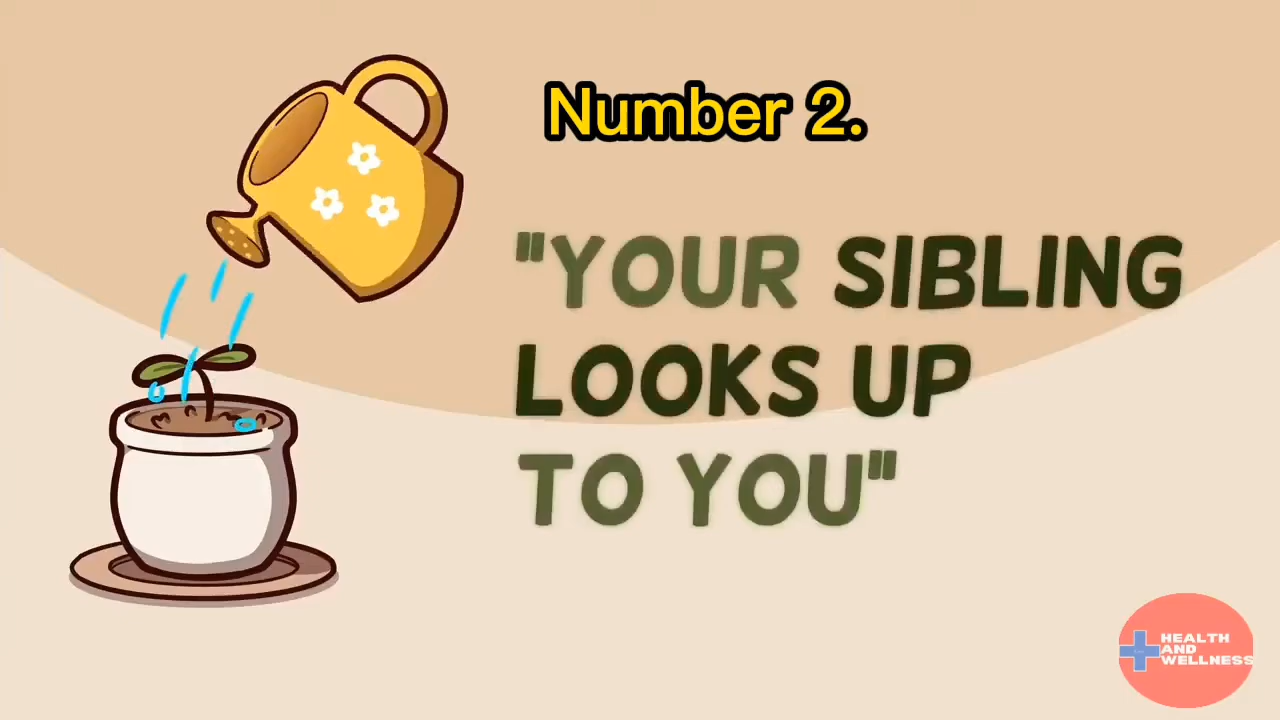 Number 2.
"YOUR SIBLING
LOOKS UP
TO YOU"
HEALTH
AND
WELLNESS